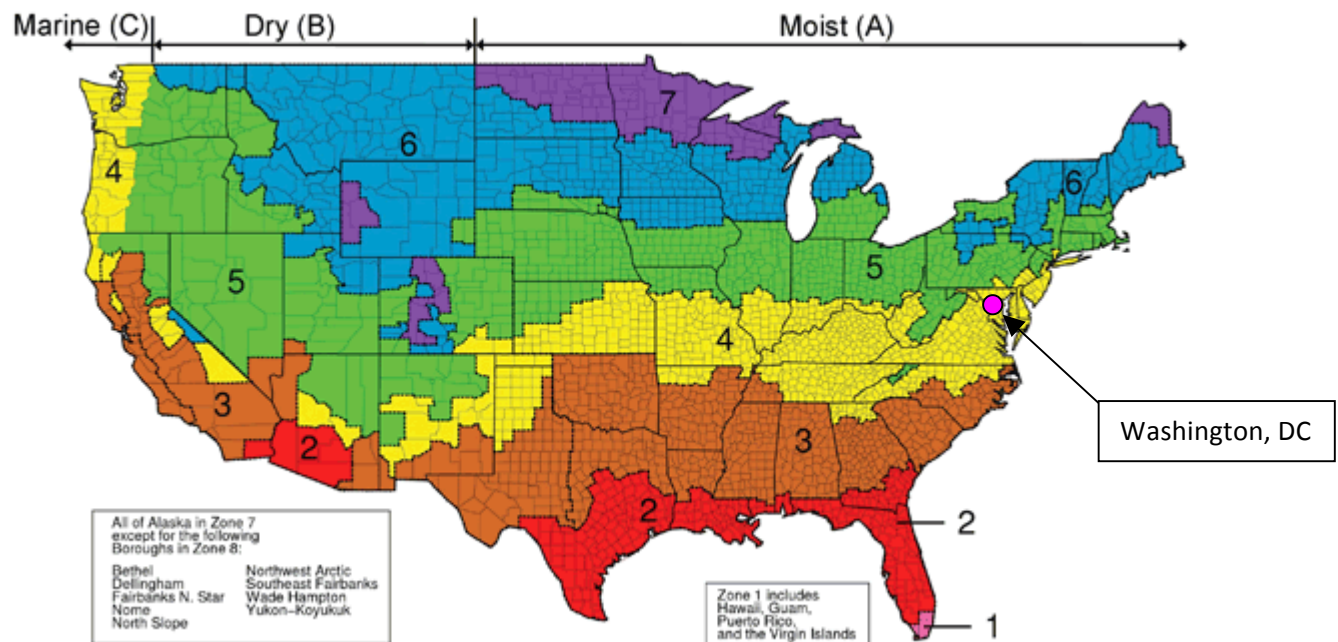 Marine (C) Dry (B) Moist (A)
7
6
4
6
5
5
4
3
3
2
2
2
1
Washington, DC
All of Alaska in Zone 7
except for the following
Boroughs in Zone 8:
Bethel Northwest Arctic
Dellingham Southeast Fairbanks
Fairbanks N. Star Wade Hampton
Nome Yukon-Koyukuk
North Slope
Zone 1 includes
Hawaii, Guam,
Puerto Rico,
and the Virgin Islands